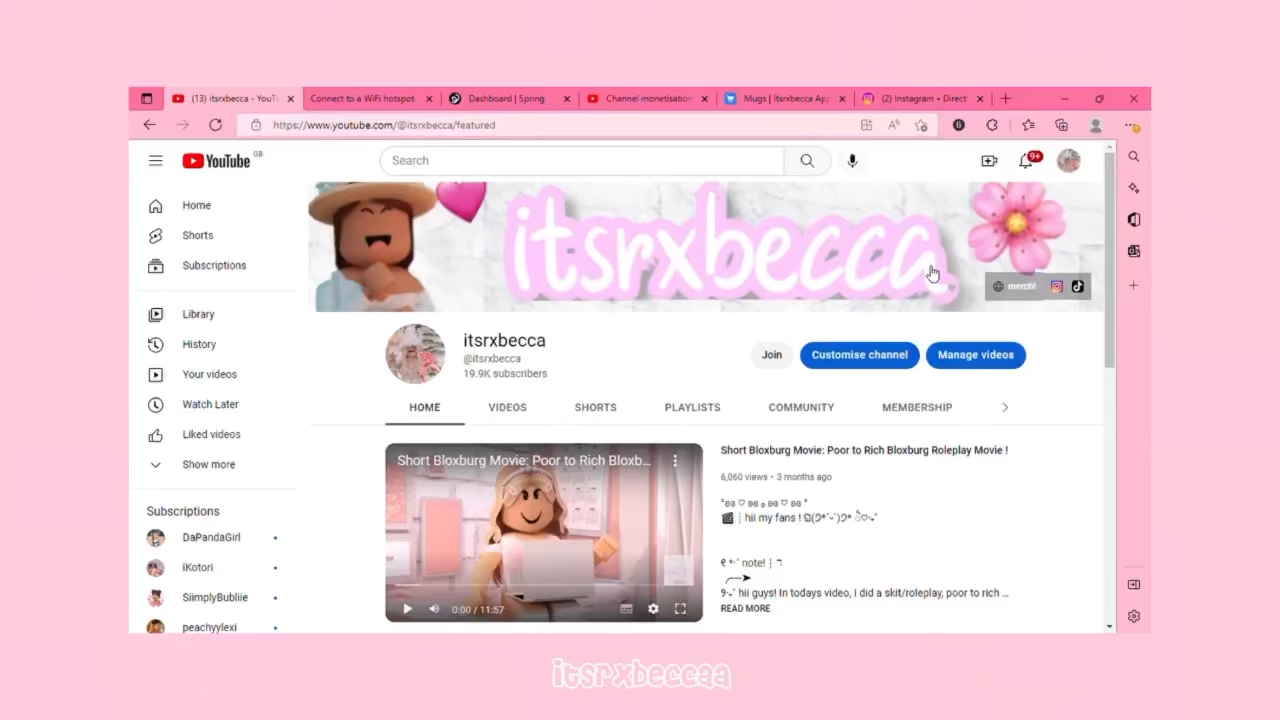 (13) itsrxbecca - YouTu
Connect to a WiFi hotspot
Dashboard | Spring
Channel monetisation
Mugs | Itsrxbecca App
(2) Instagram • Direct
https://www.youtube.com/@itsrxbecca/featured
YouTube GB
Search
9+
Home
Shorts
Subscriptions
Library
History
Your videos
Watch Later
Liked videos
Show more
Subscriptions
DaPandaGirl
iKotori
SiimplyBubliie
peachyylexi
itsrxbecca
merch!
itsrxbecca
@itsrxbecca
19.9K subscribers
Join
Customise channel
Manage videos
HOME
VIDEOS
SHORTS
PLAYLISTS
COMMUNITY
MEMBERSHIP
Short Bloxburg Movie: Poor to Rich Bloxb...
0:00 / 11:57
Short Bloxburg Movie: Poor to Rich Bloxburg Roleplay Movie !
6,060 views • 3 months ago
hii my fans !
note!
hii guys! In todays video, I did a skit/roleplay, poor to rich ...
READ MORE
itsrxbeccaa